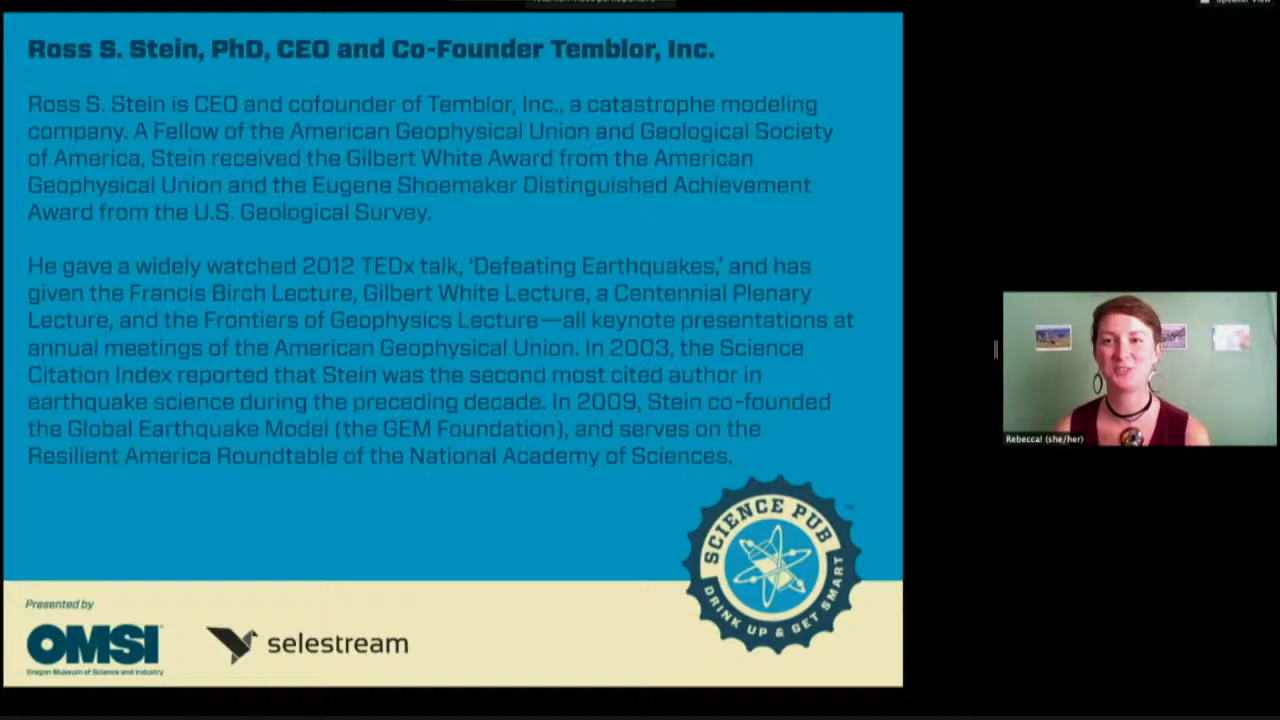 Speaker View
Ross S. Stein, PhD, CEO and Co-Founder Temblor, Inc.
Ross S. Stein is CEO and cofounder of Temblor, Inc., a catastrophe modeling
company. A Fellow of the American Geophysical Union and Geological Society
of America, Stein received the Gilbert White Award from the American
Geophysical Union and the Eugene Shoemaker Distinguished Achievement
Award from the U.S. Geological Survey.
He gave a widely watched 2012 TEDx talk, ‘Defeating Earthquakes,’ and has
given the Francis Birch Lecture, Gilbert White Lecture, a Centennial Plenary
Lecture, and the Frontiers of Geophysics Lecture—all keynote presentations at
annual meetings of the American Geophysical Union. In 2003, the Science
Citation Index reported that Stein was the second most cited author in
earthquake science during the preceding decade. In 2009, Stein co-founded
the Global Earthquake Model (the GEM Foundation), and serves on the
Resilient America Roundtable of the National Academy of Sciences.
Rebecca! (she/her)
SCIENCE PUB
DRINK UP & GET SMART
Presented by
OMSI
selestream
Oregon Museum of Science and Industry